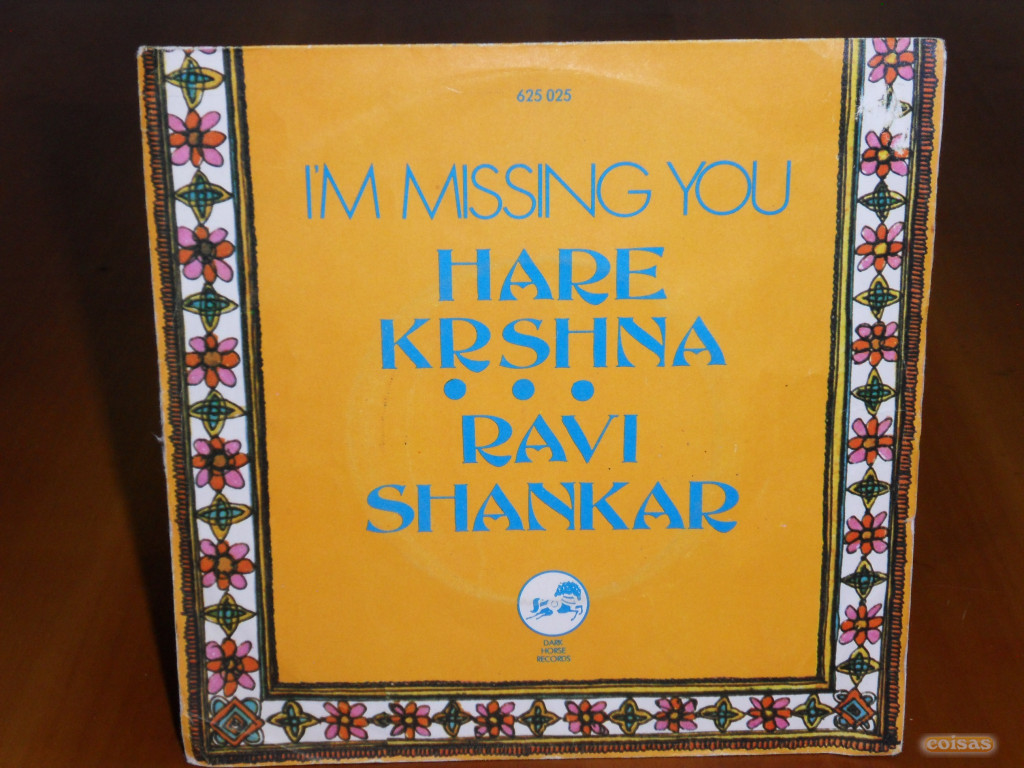 625 025
I'M MISSING YOU
HARE
KRSHNA
RAVI
SHANKAR
DARK
HORSE
RECORDS
coisas